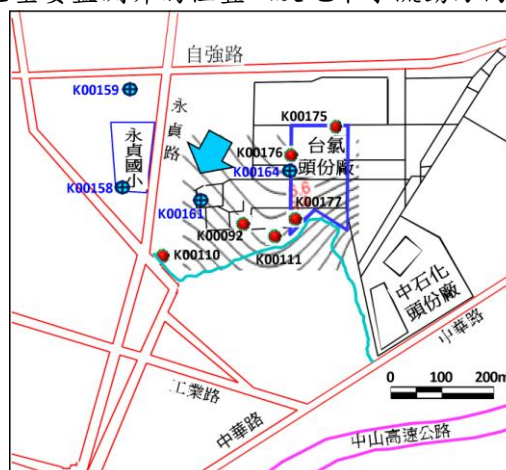 自強路
K00159
永貞路
K00175
K00176
台氯
頭份廠
永貞國小
K00164
K00158
5.6
K00161
K00177
K00092
K00111
K00110
中石化
頭份廠
中華路
0 100 200m
工業路
中華路
中山高速公路